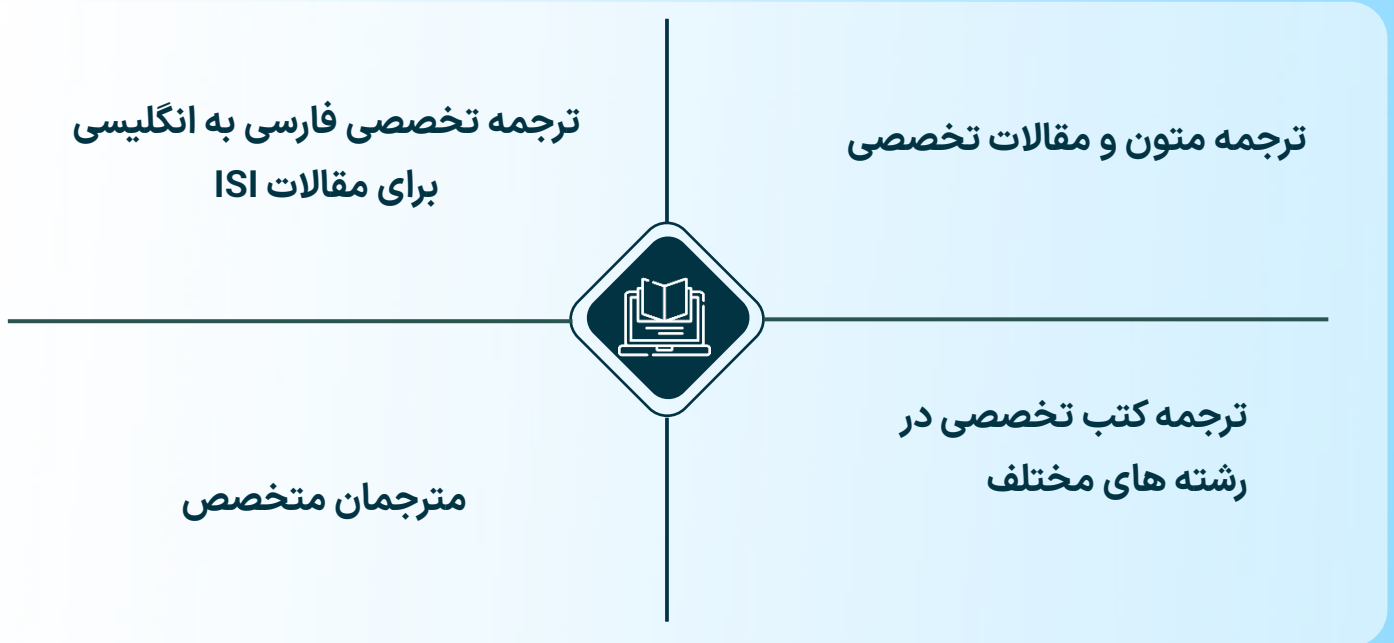 ترجمه متون و مقالات تخصصی
ترجمه تخصصی فارسی به انگلیسی
برای مقالات ISI
ترجمه کتب تخصصی در
رشته های مختلف
مترجمان متخصص